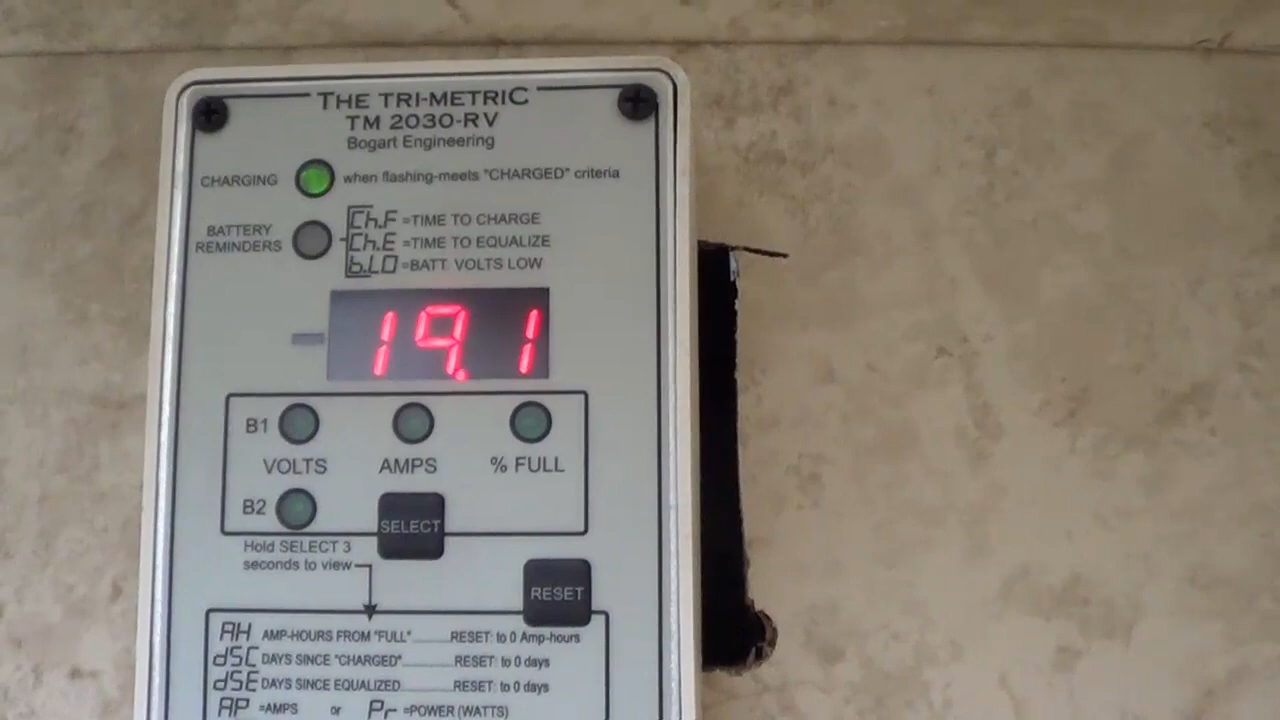 THE TRI-METRIC
TM 2030-RV
Bogart Engineering
CHARGING when flashing-meets "CHARGED" criteria
BATTERY REMINDERS
Ch.F =TIME TO CHARGE
Ch.E =TIME TO EQUALIZE
b.LO =BATT. VOLTS LOW
19.1
B1
VOLTS AMPS % FULL
B2
SELECT
Hold SELECT 3
seconds to view
RESET
AH AMP-HOURS FROM "FULL"........RESET: to 0 Amp-hours
dSC DAYS SINCE "CHARGED"........RESET: to 0 days
dSE DAYS SINCE EQUALIZED........RESET: to 0 days
AP =AMPS or Pr =POWER (WATTS)